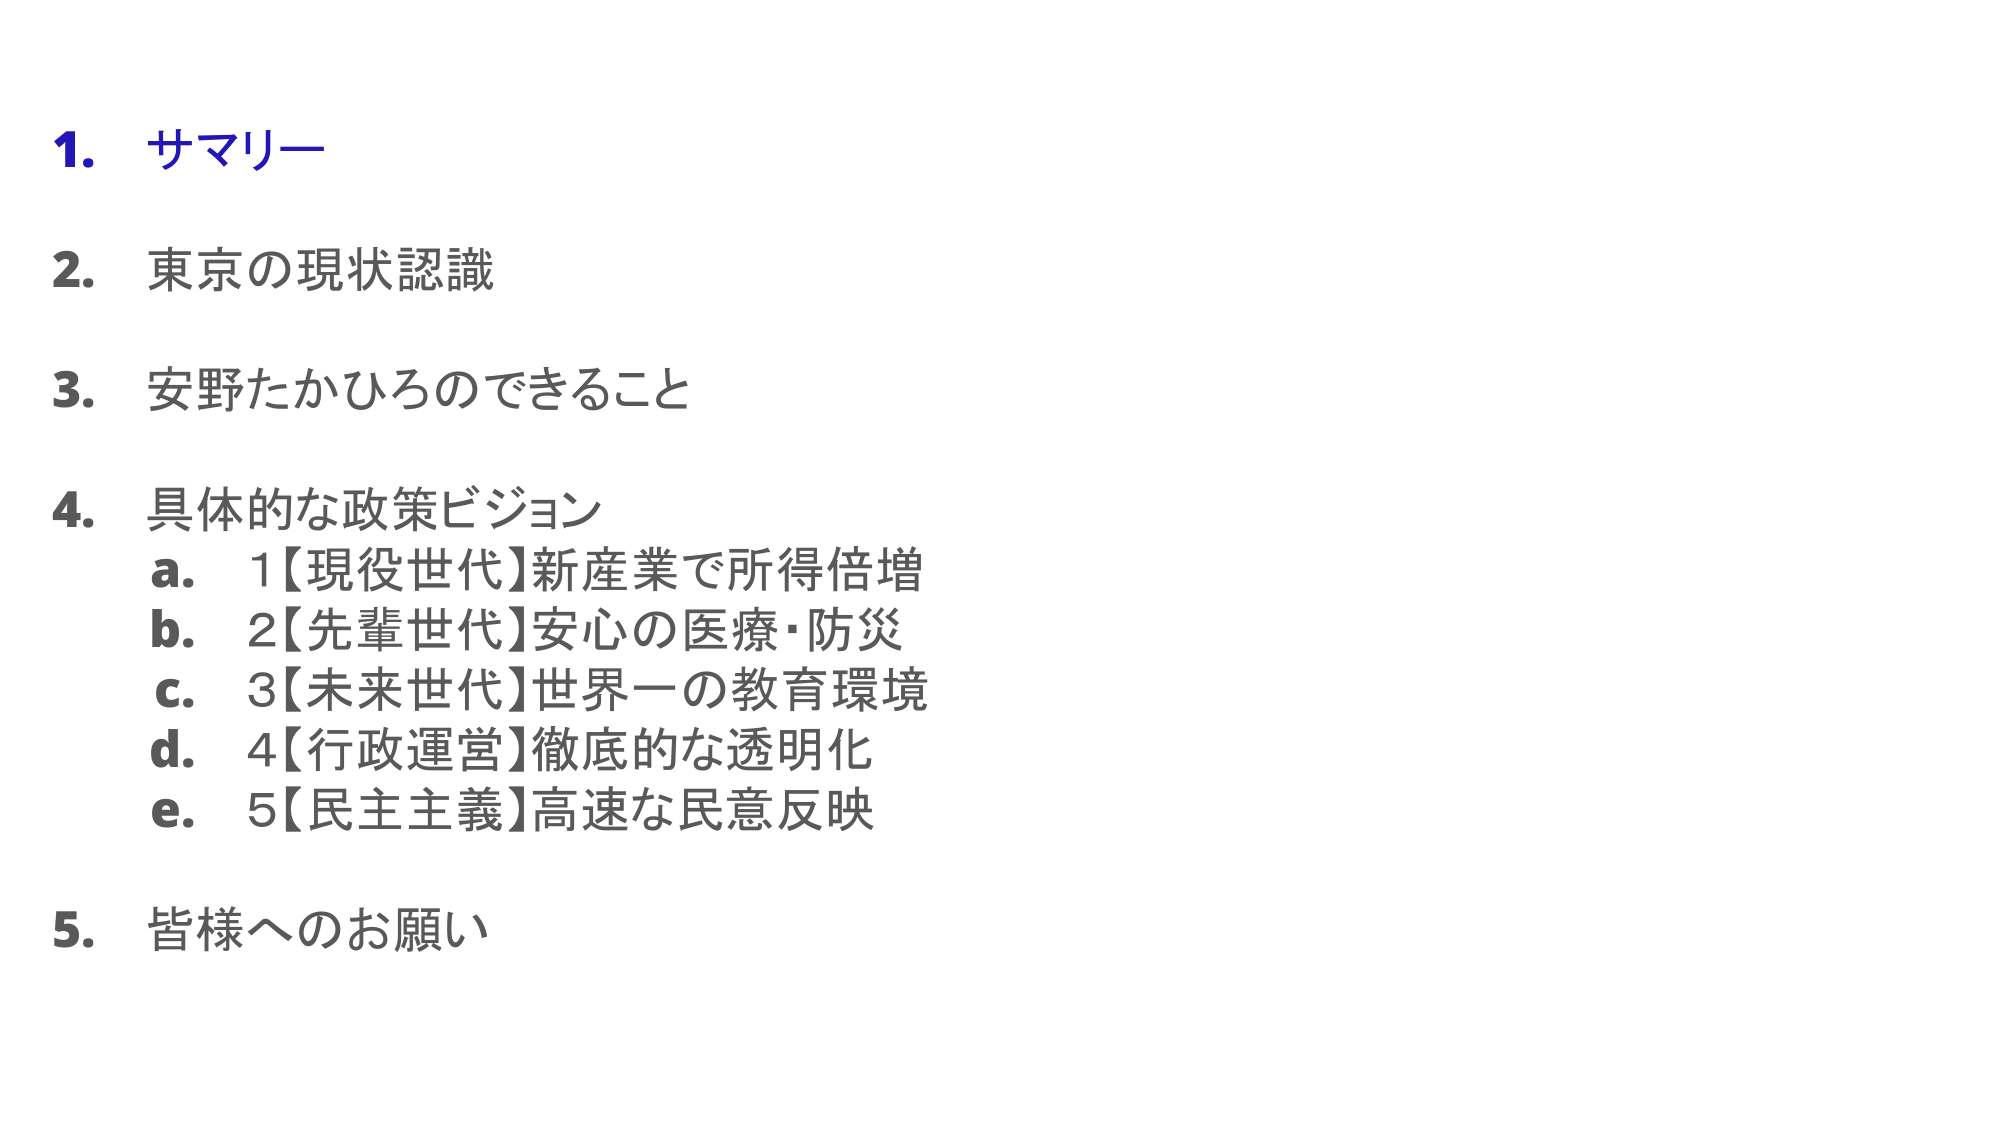 1. サマリー
2. 東京の現状認識
3. 安野たかひろのできること
4. 具体的な政策ビジョン
a. 1【現役世代】新産業で所得倍増
b. 2【先輩世代】安心の医療・防災
c. 3【未来世代】世界一の教育環境
d. 4【行政運営】徹底的な透明化
e. 5【民主主義】高速な民意反映
5. 皆様へのお願い